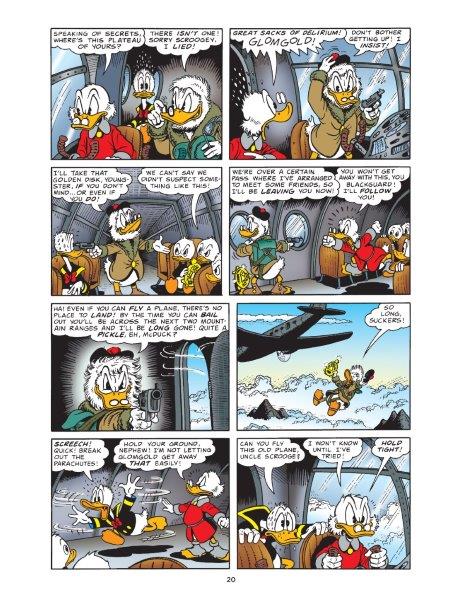 SPEAKING OF SECRETS,
WHERE'S THIS PLATEAU
OF YOURS?
THERE ISN'T ONE!
SORRY SCROOGEY,
I LIED!
GREAT SACKS OF DELIRIUM!
GLOMGOLD!
DON'T BOTHER
GETTING UP! I
INSIST!
I'LL TAKE THAT
GOLDEN DISK, YOUNG-
STER, IF YOU DON'T
MIND... OR EVEN IF
YOU DO!
WE CAN'T SAY WE
DIDN'T SUSPECT SOME-
THING LIKE THIS!
WE'RE OVER A CERTAIN
PASS WHERE I'VE ARRANGED
TO MEET SOME FRIENDS, SO
I'LL BE LEAVING YOU NOW!
YOU WON'T GET
AWAY WITH THIS, YOU
BLACKGUARD!
I'LL FOLLOW
YOU!
HA! EVEN IF YOU CAN FLY A PLANE, THERE'S NO
PLACE TO LAND! BY THE TIME YOU CAN BAIL
OUT YOU'LL BE ACROSS THE NEXT TWO MOUNT-
AIN RANGES AND I'LL BE LONG GONE! QUITE A
PICKLE, EH, McDUCK?
SO
LONG,
SUCKERS!
SCREECH!
QUICK! BREAK
OUT THE
PARACHUTES!
HOLD YOUR GROUND,
NEPHEW! I'M NOT LETTING
GLOMGOLD GET AWAY
THAT EASILY!
CAN YOU FLY
THIS OLD PLANE,
UNCLE SCROOGE?
I WON'T KNOW
UNTIL I'VE
TRIED!
HOLD
TIGHT!
20